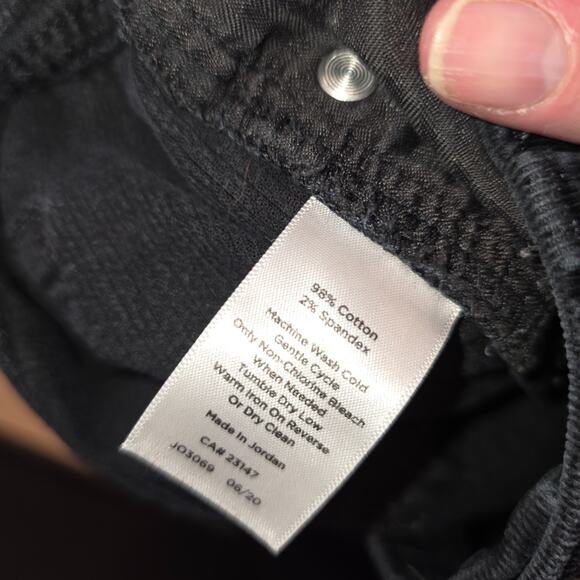 98% Cotton
2% Spandex
Machine Wash Cold
Gentle Cycle
Only Non-Chlorine Bleach
When Needed
Tumble Dry Low
Warm Iron On Reverse
Or Dry Clean
Made In Jordan
CA# 23147
JO3069 06/20